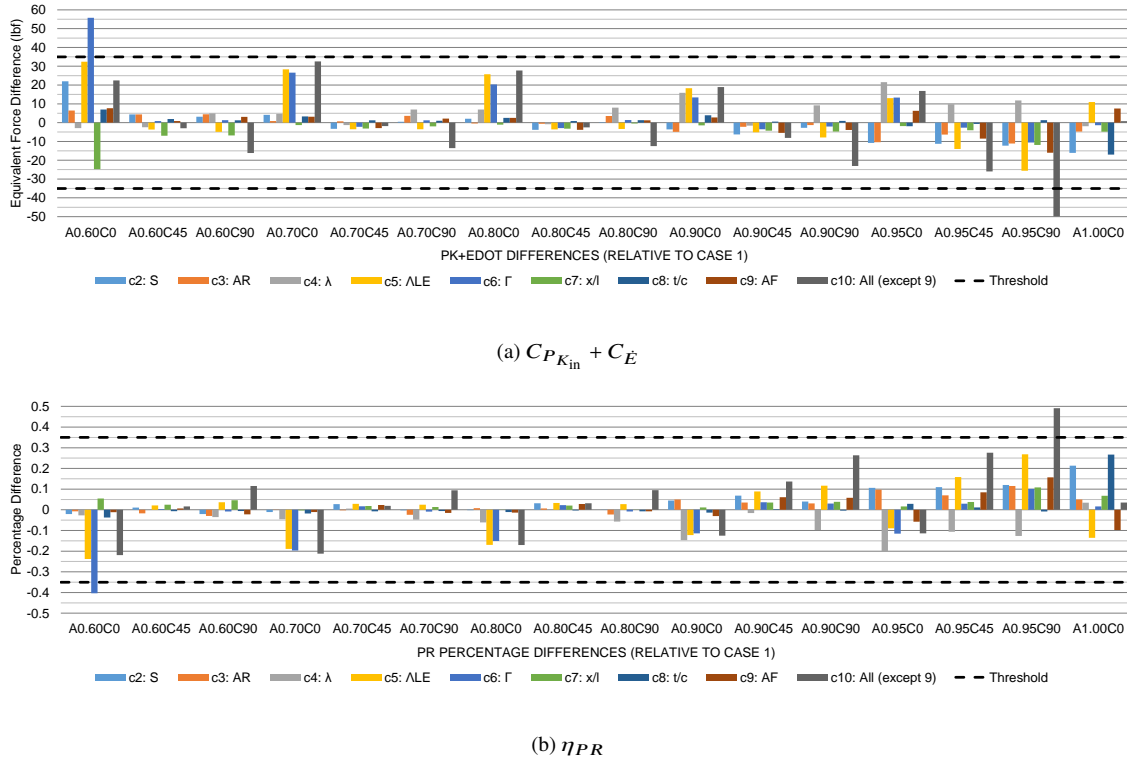 60
50
40
30
20
10
0
-10
-20
-30
-40
-50
Equivalent Force Difference (lbf)
A0.60C0 A0.60C45 A0.60C90 A0.70C0 A0.70C45 A0.70C90 A0.80C0 A0.80C45 A0.80C90 A0.90C0 A0.90C45 A0.90C90 A0.95C0 A0.95C45 A0.95C90 A1.00C0
PK+EDOT DIFFERENCES (RELATIVE TO CASE 1)
c2: S c3: AR c4: λ c5: ΛLE c6: Γ c7: x/l c8: t/c c9: AF c10: All (except 9) Threshold
(a) C_{P_{K_{in}}} + C_{Ė}
0.5
0.4
0.3
0.2
0.1
0
-0.1
-0.2
-0.3
-0.4
-0.5
Percentage Difference
A0.60C0 A0.60C45 A0.60C90 A0.70C0 A0.70C45 A0.70C90 A0.80C0 A0.80C45 A0.80C90 A0.90C0 A0.90C45 A0.90C90 A0.95C0 A0.95C45 A0.95C90 A1.00C0
PR PERCENTAGE DIFFERENCES (RELATIVE TO CASE 1)
c2: S c3: AR c4: λ c5: ΛLE c6: Γ c7: x/l c8: t/c c9: AF c10: All (except 9) Threshold
(b) η_{PR}